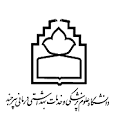 دانشگاه علوم پزشکی و خدمات بهداشتی درمانی بیرجند